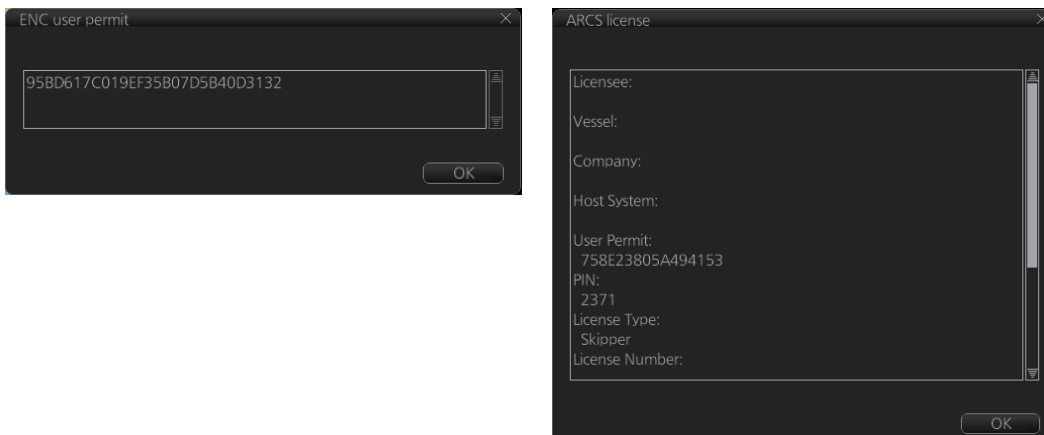 ENC user permit
95BD617C019EF35B07D5B40D3132
OK
ARCS license
Licensee:
Vessel:
Company:
Host System:
User Permit:
758E23805A494153
PIN:
2371
License Type:
Skipper
License Number:
OK